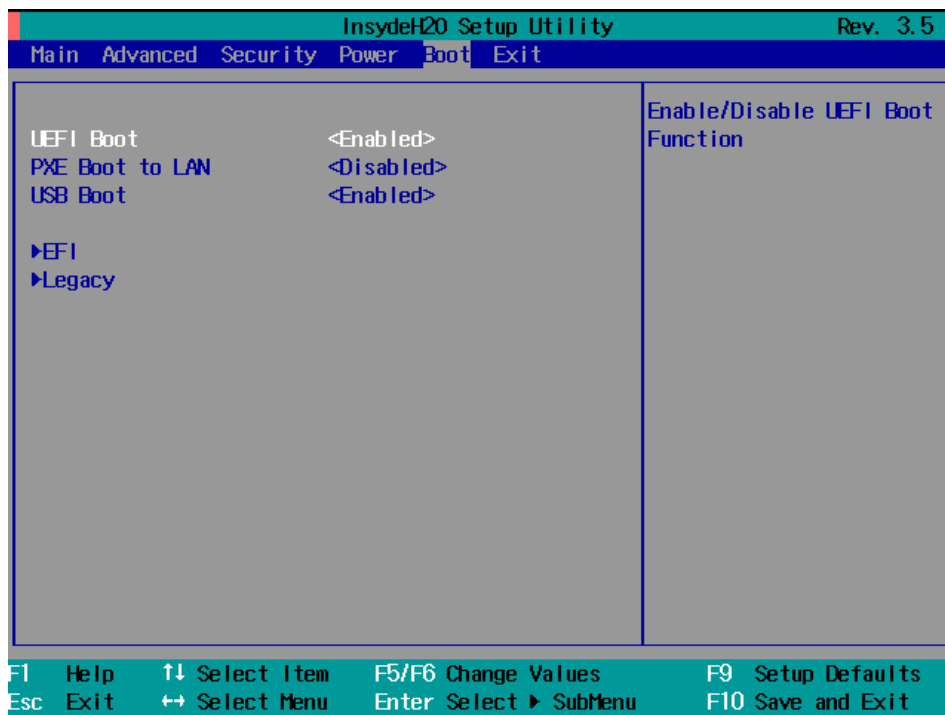 InsydeH20 Setup Utility Rev. 3.5
Main Advanced Security Power Boot Exit
Enable/Disable UEFI Boot
Function
UEFI Boot <Enabled>
PXE Boot to LAN <Disabled>
USB Boot <Enabled>
▶EFI
▶Legacy
F1 Help ↑↓ Select Item F5/F6 Change Values F9 Setup Defaults
Esc Exit ↔ Select Menu Enter Select ▶ SubMenu F10 Save and Exit